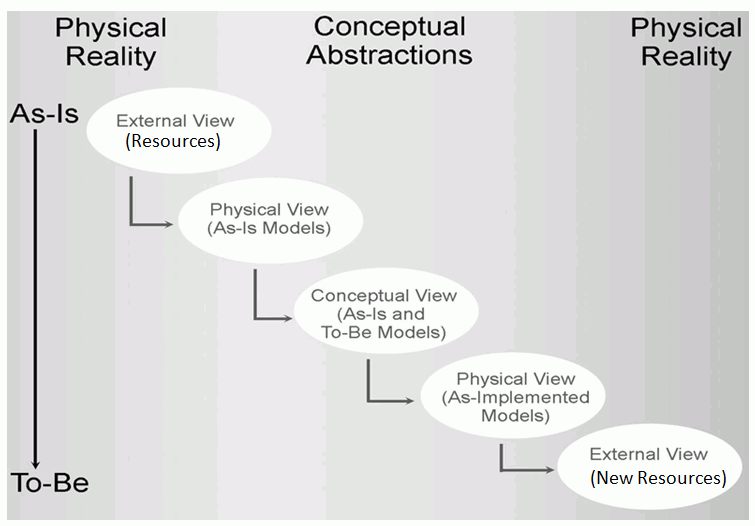 Physical
Reality
Conceptual
Abstractions
Physical
Reality
As-Is
External View
(Resources)
Physical View
(As-Is Models)
Conceptual View
(As-Is and
To-Be Models)
Physical View
(As-Implemented
Models)
External View
(New Resources)
To-Be